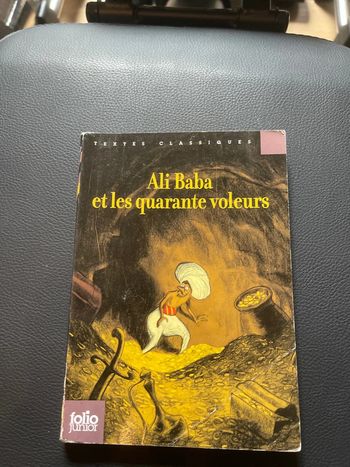 TEXTES CLASSIQUES
Ali Baba
et les quarante voleurs
folio
junior